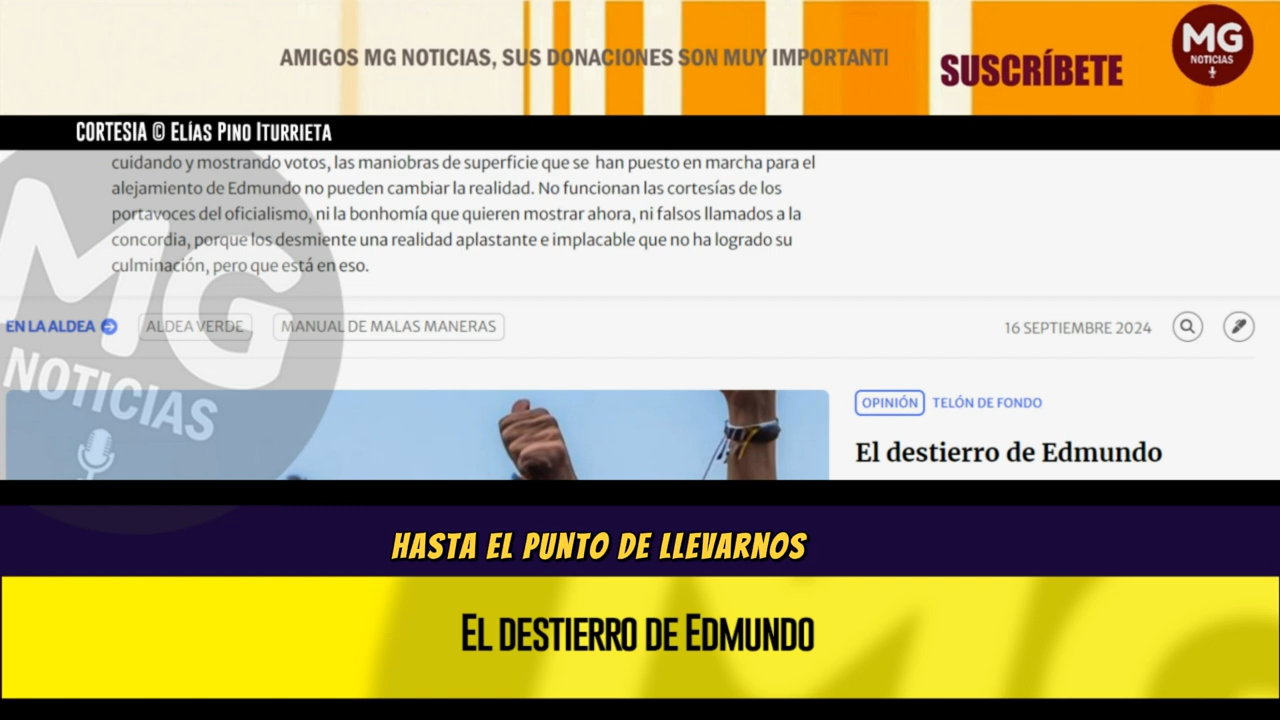 AMIGOS MG NOTICIAS, SUS DONACIONES SON MUY IMPORTANTI
SUSCRÍBETE
MG
NOTICIAS
CORTESIA © ELÍAS PINO ITURRIETA
cuidando y mostrando votos, las maniobras de superficie que se han puesto en marcha para el
alejamiento de Edmundo no pueden cambiar la realidad. No funcionan las cortesías de los
portavoces del oficialismo, ni la bonhomía que quieren mostrar ahora, ni falsos llamados a la
concordia, porque los desmiente una realidad aplastante e implacable que no ha logrado su
culminación, pero que está en eso.
EN LA ALDEA
ALDEA VERDE
MANUAL DE MALAS MANERAS
16 SEPTIEMBRE 2024
MG
NOTICIAS
OPINIÓN TELÓN DE FONDO
El destierro de Edmundo
HASTA EL PUNTO DE LLEVARNOS
EL DESTIERRO DE EDMUNDO